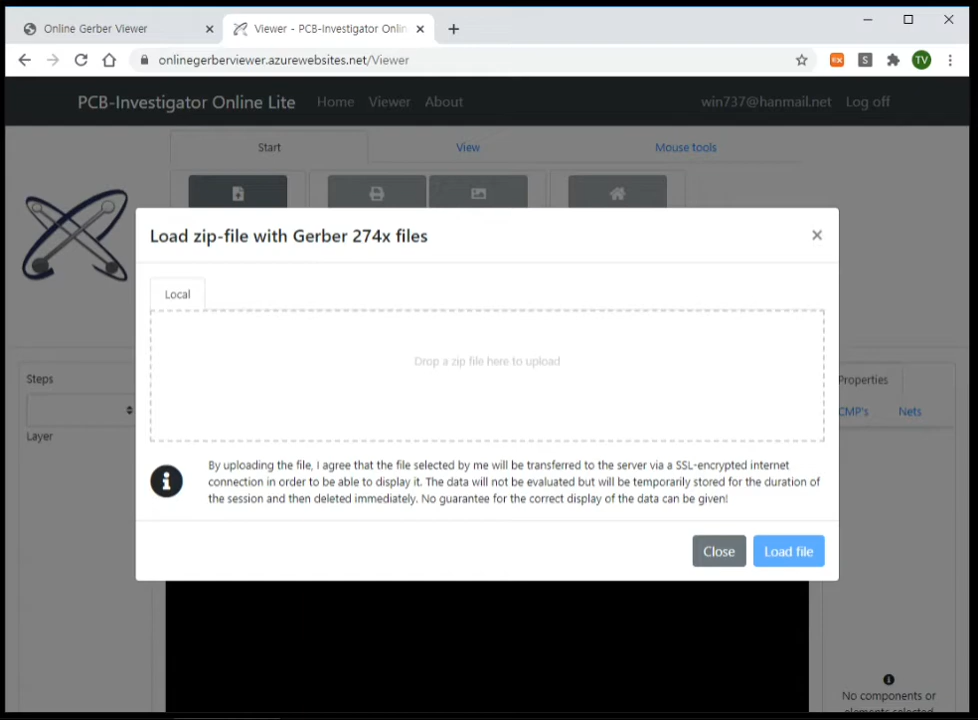 Online Gerber Viewer
Viewer - PCB-Investigator Onlin
onlinegerberviewer.azurewebsites.net/Viewer
EX
S
TV
PCB-Investigator Online Lite
Home
Viewer
About
win737@hanmail.net
Log off
Start
View
Mouse tools
Load zip-file with Gerber 274x files
Local
Drop a zip file here to upload
By uploading the file, I agree that the file selected by me will be transferred to the server via a SSL-encrypted internet
connection in order to be able to display it. The data will not be evaluated but will be temporarily stored for the duration of
the session and then deleted immediately. No guarantee for the correct display of the data can be given!
Close
Load file
Steps
Layer
Properties
CMP's
Nets
No components or
elements selected